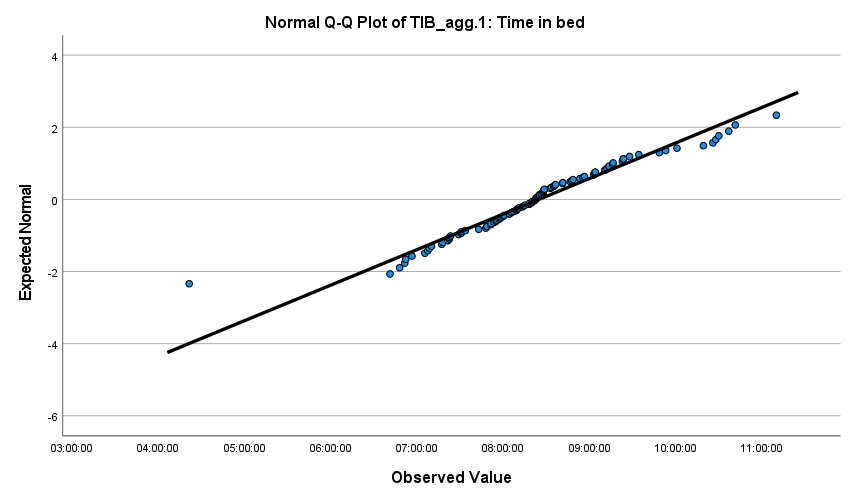 Normal Q-Q Plot of TIB_agg.1: Time in bed
4
2
0
-2
-4
-6
Expected Normal
03:00:00 04:00:00 05:00:00 06:00:00 07:00:00 08:00:00 09:00:00 10:00:00 11:00:00
Observed Value